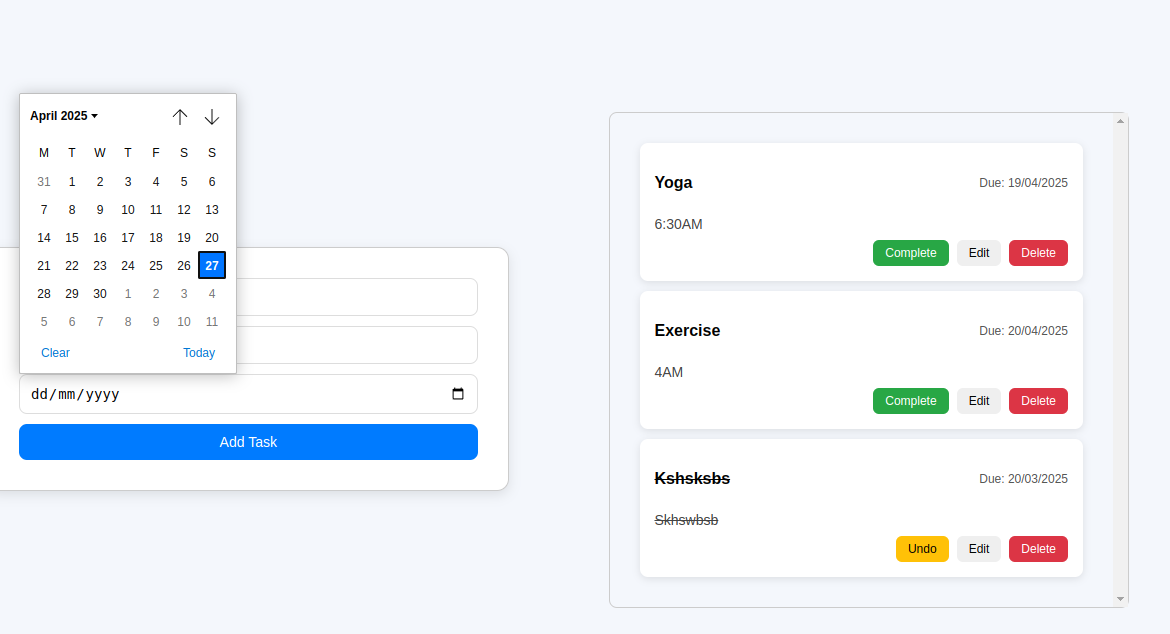 April 2025
M T W T F S S
31 1 2 3 4 5 6
7 8 9 10 11 12 13
14 15 16 17 18 19 20
21 22 23 24 25 26 27
28 29 30 1 2 3 4
5 6 7 8 9 10 11
Clear Today
dd/mm/yyyy
Add Task
Yoga Due: 19/04/2025
6:30AM
Complete Edit Delete
Exercise Due: 20/04/2025
4AM
Complete Edit Delete
Kshsksbs Due: 20/03/2025
Skhswbsb
Undo Edit Delete